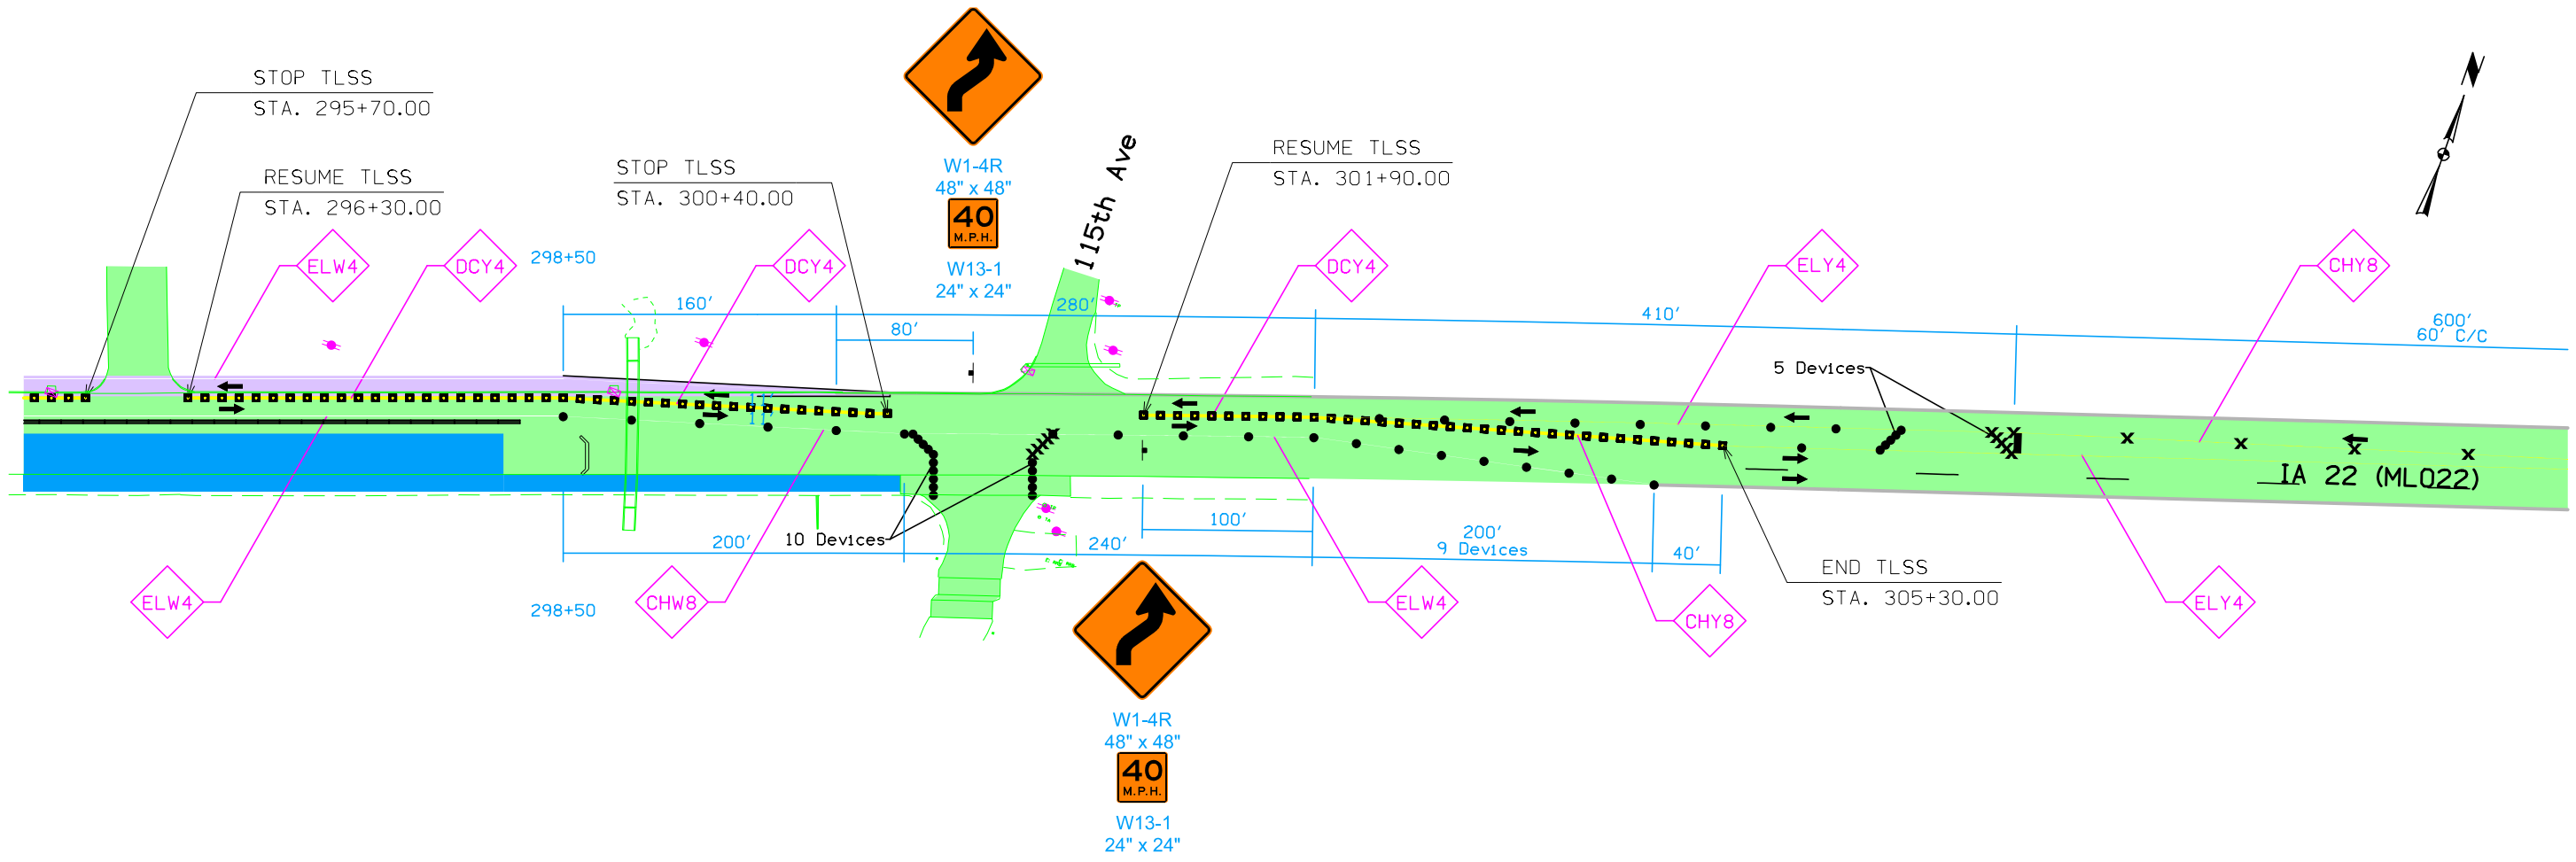 STOP TLSS
STA. 295+70.00
RESUME TLSS
STA. 296+30.00
STOP TLSS
STA. 300+40.00
W1-4R
48" x 48"
40
M.P.H.
W13-1
24" x 24"
115th Ave
RESUME TLSS
STA. 301+90.00
ELW4
DCY4
298+50
DCY4
DCY4
ELY4
CHY8
160'
280'
80'
410'
600'
60' C/C
5 Devices
11'
11'
IA 22 (ML022)
200'
10 Devices
240'
100'
200'
9 Devices
40'
END TLSS
STA. 305+30.00
ELW4
298+50
CHW8
ELW4
CHY8
ELY4
W1-4R
48" x 48"
40
M.P.H.
W13-1
24" x 24"